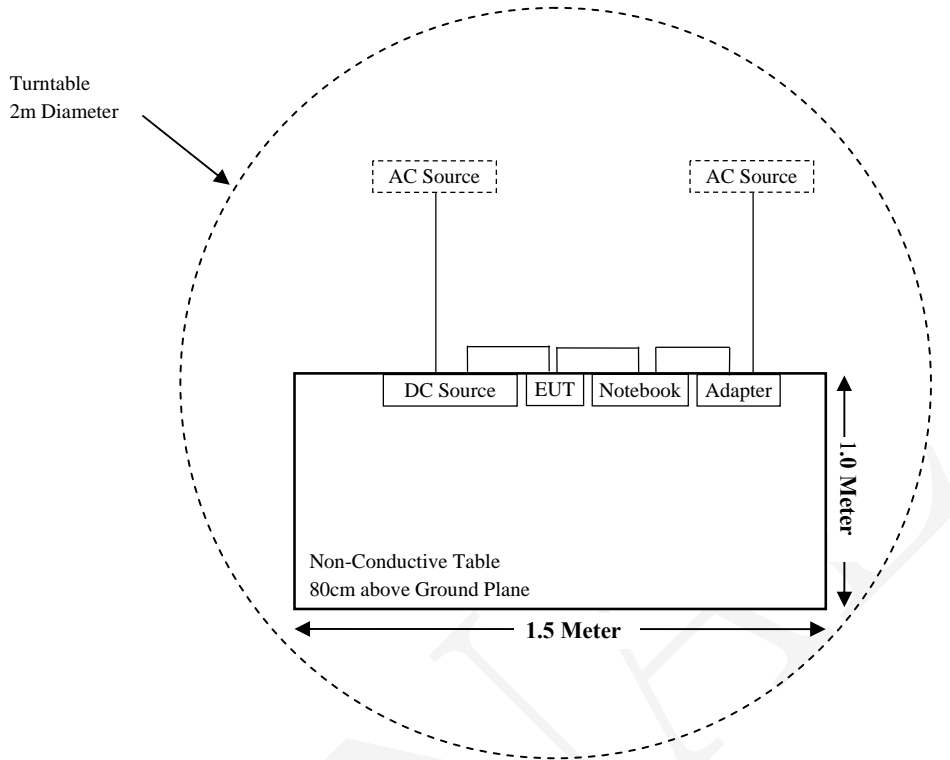 Turntable
2m Diameter
AC Source
AC Source
DC Source
EUT
Notebook
Adapter
1.0 Meter
Non-Conductive Table
80cm above Ground Plane
1.5 Meter